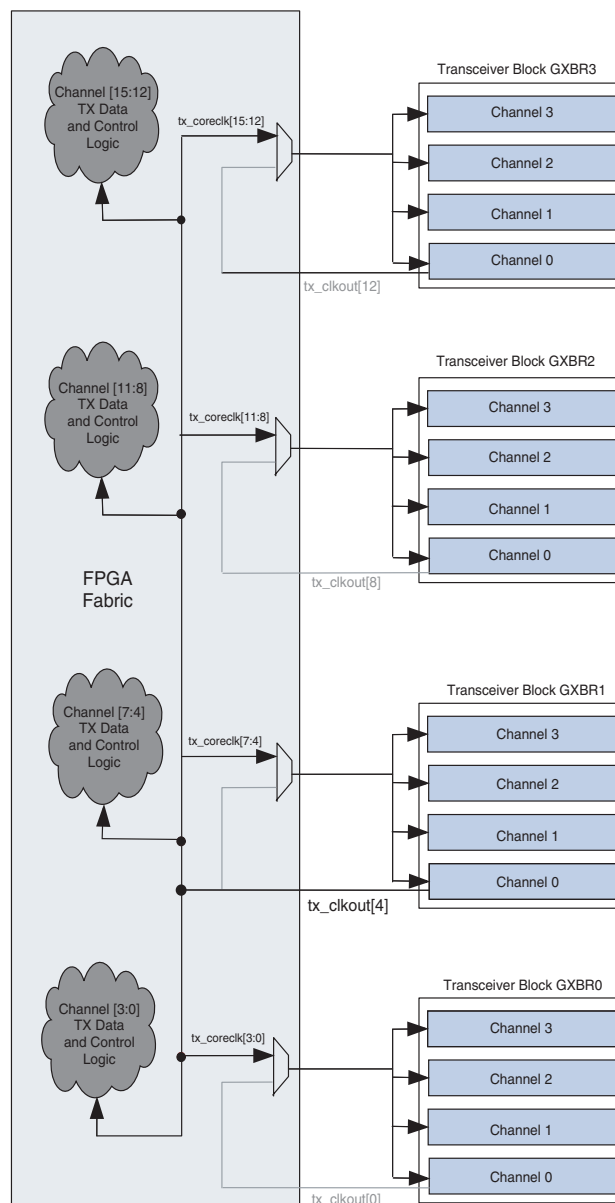 Transceiver Block GXBR3
Channel [15:12]
TX Data
and Control
Logic
tx_coreclk[15:12]
Channel 3
Channel 2
Channel 1
Channel 0
tx_clkout[12]
Transceiver Block GXBR2
Channel [11:8]
TX Data
and Control
Logic
tx_coreclk[11:8]
Channel 3
Channel 2
Channel 1
Channel 0
tx_clkout[8]
FPGA
Fabric
Transceiver Block GXBR1
Channel [7:4]
TX Data
and Control
Logic
tx_coreclk[7:4]
Channel 3
Channel 2
Channel 1
Channel 0
tx_clkout[4]
Transceiver Block GXBR0
Channel [3:0]
TX Data
and Control
Logic
tx_coreclk[3:0]
Channel 3
Channel 2
Channel 1
Channel 0
tx_clkout[0]